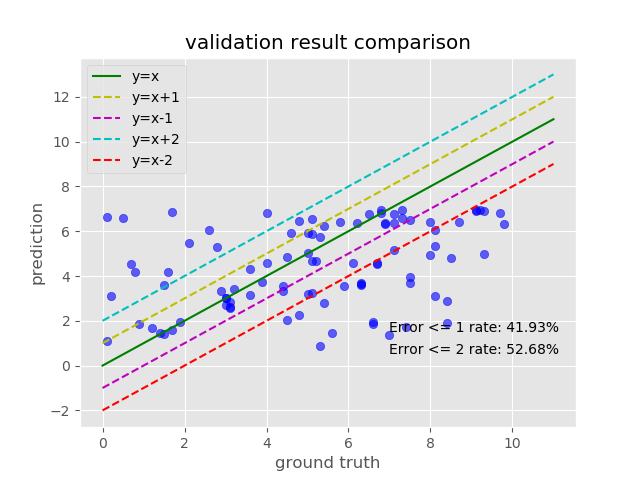 validation result comparison
y=x
y=x+1
y=x-1
y=x+2
y=x-2
12
10
8
6
4
2
0
−2
prediction
Error <= 1 rate: 41.93%
Error <= 2 rate: 52.68%
0 2 4 6 8 10
ground truth